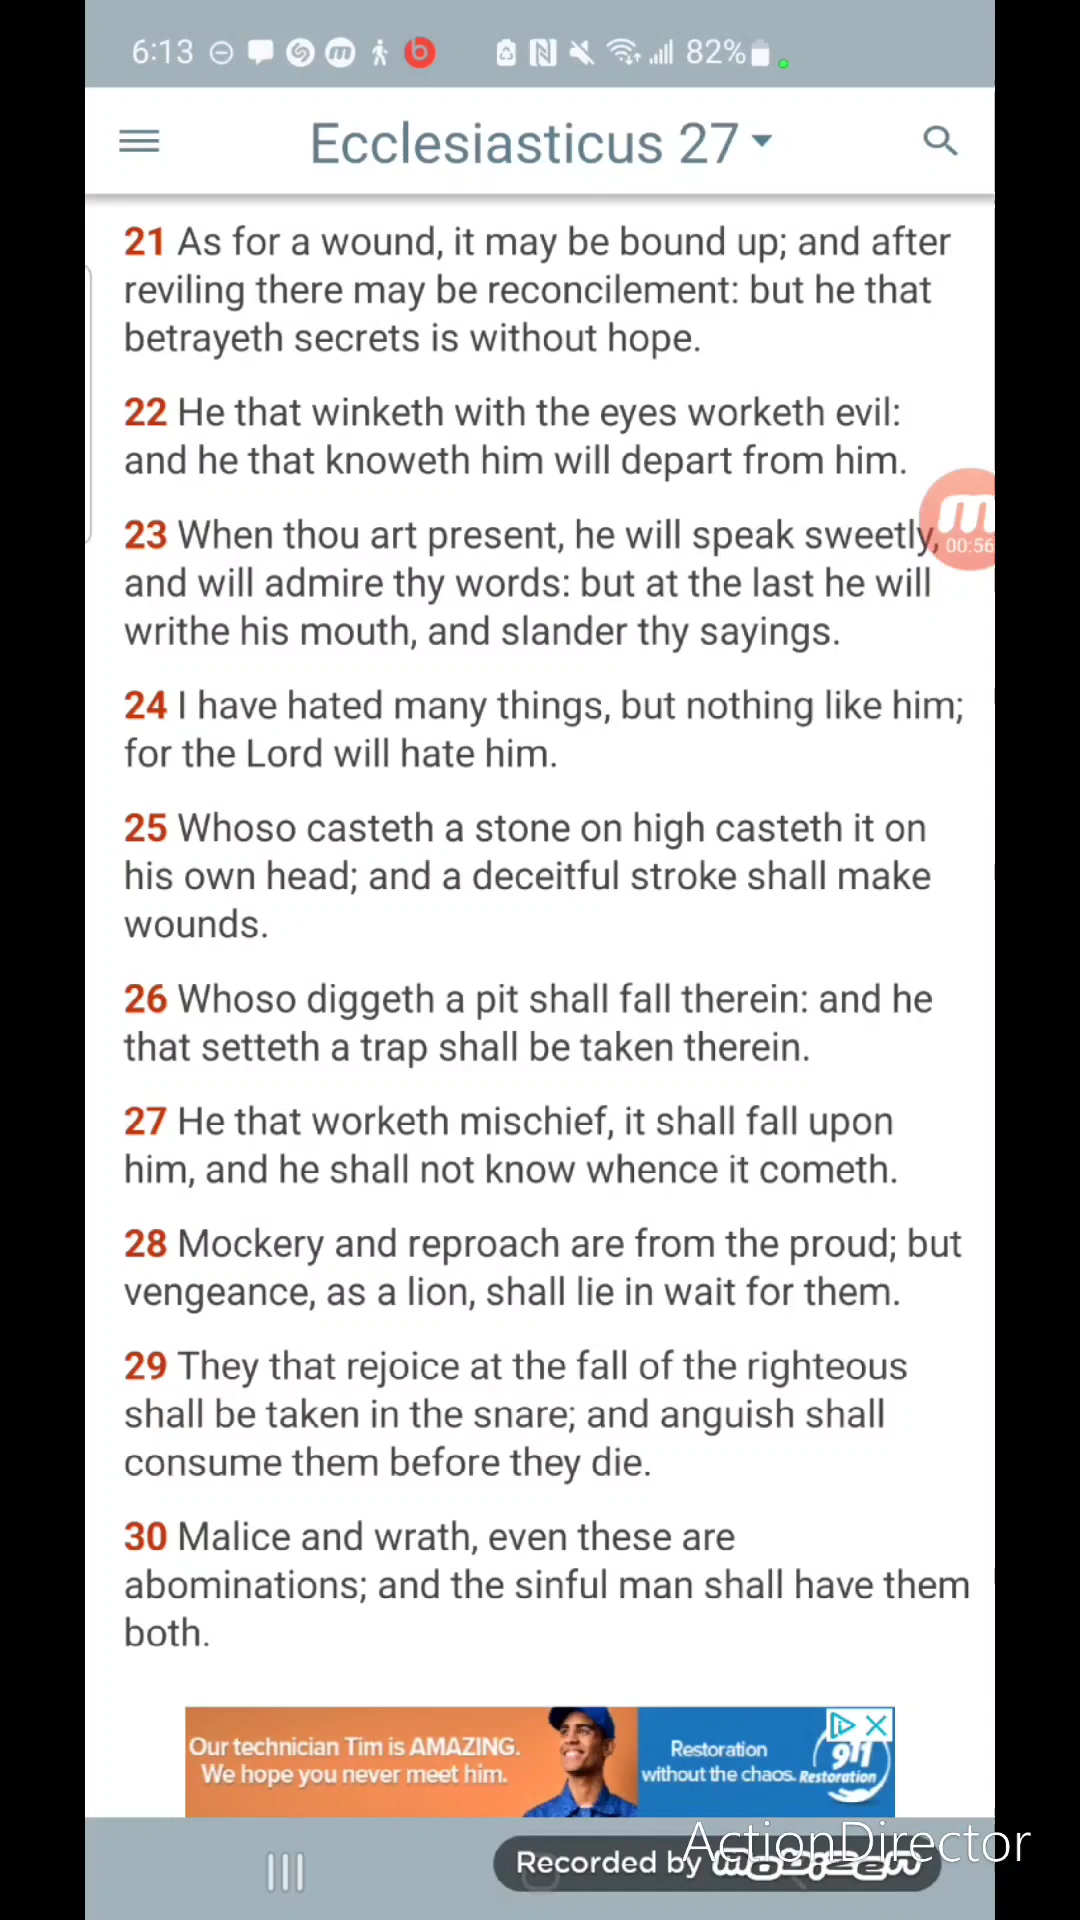 6:13 82%
Ecclesiasticus 27
21 As for a wound, it may be bound up; and after
reviling there may be reconcilement: but he that
betrayeth secrets is without hope.
22 He that winketh with the eyes worketh evil:
and he that knoweth him will depart from him.
23 When thou art present, he will speak sweetly,
and will admire thy words: but at the last he will
writhe his mouth, and slander thy sayings.
00:56
24 I have hated many things, but nothing like him;
for the Lord will hate him.
25 Whoso casteth a stone on high casteth it on
his own head; and a deceitful stroke shall make
wounds.
26 Whoso diggeth a pit shall fall therein: and he
that setteth a trap shall be taken therein.
27 He that worketh mischief, it shall fall upon
him, and he shall not know whence it cometh.
28 Mockery and reproach are from the proud; but
vengeance, as a lion, shall lie in wait for them.
29 They that rejoice at the fall of the righteous
shall be taken in the snare; and anguish shall
consume them before they die.
30 Malice and wrath, even these are
abominations; and the sinful man shall have them
both.
Our technician Tim is AMAZING.
We hope you never meet him.
Restoration
without the chaos.
911
Restoration
ActionDirector
Recorded by MOBIZEN